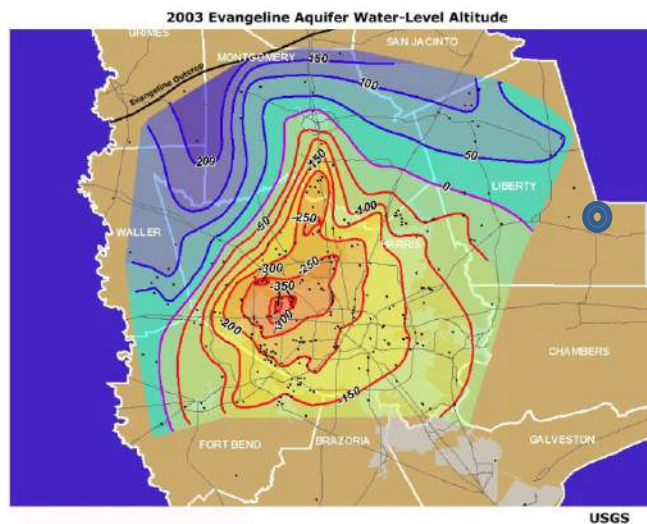 2003 Evangeline Aquifer Water-Level Altitude
GRIMES
SAN JACINTO
MONTGOMERY
150
Evangeline Outcrop
100
200
50
-150
0
LIBERTY
-100
-250
-50
WALLER
HARRIS
-300
-250
-350
-200
-300
CHAMBERS
-150
FORT BEND
BRAZORIA
GALVESTON
USGS